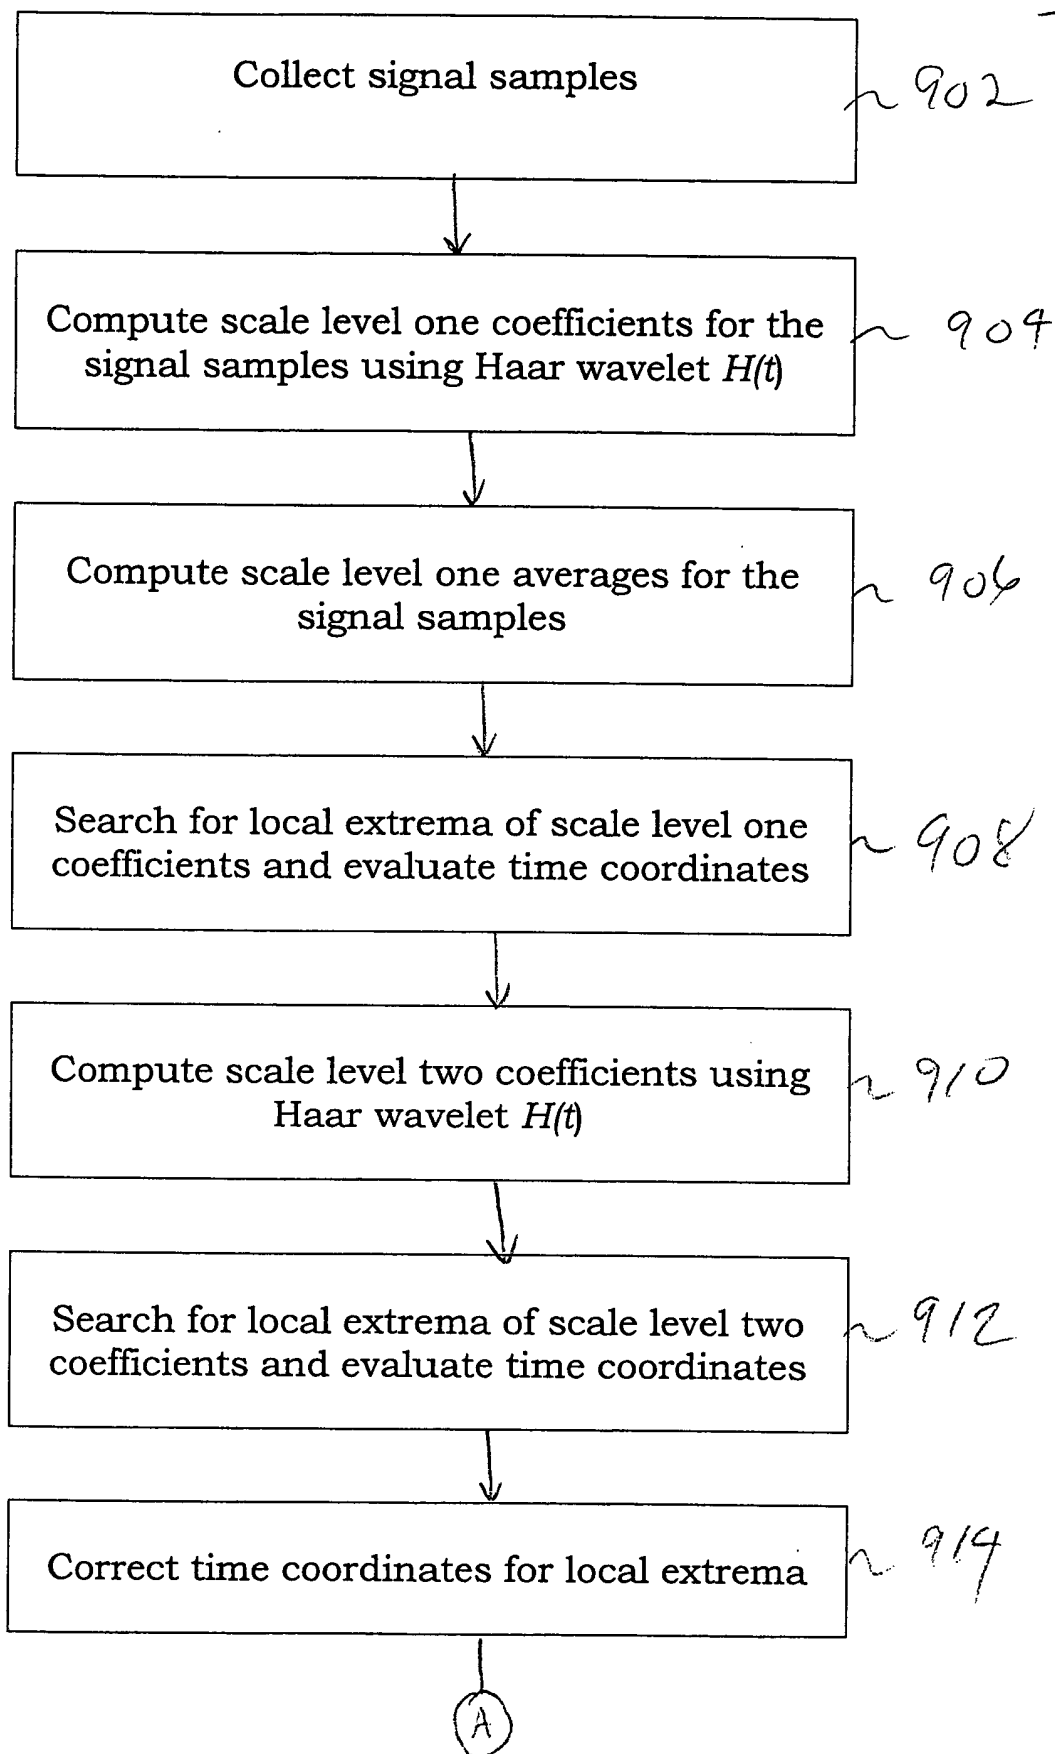 Collect signal samples
902
Compute scale level one coefficients for the
signal samples using Haar wavelet H(t)
904
Compute scale level one averages for the
signal samples
906
Search for local extrema of scale level one
coefficients and evaluate time coordinates
908
Compute scale level two coefficients using
Haar wavelet H(t)
910
Search for local extrema of scale level two
coefficients and evaluate time coordinates
912
Correct time coordinates for local extrema
914
A